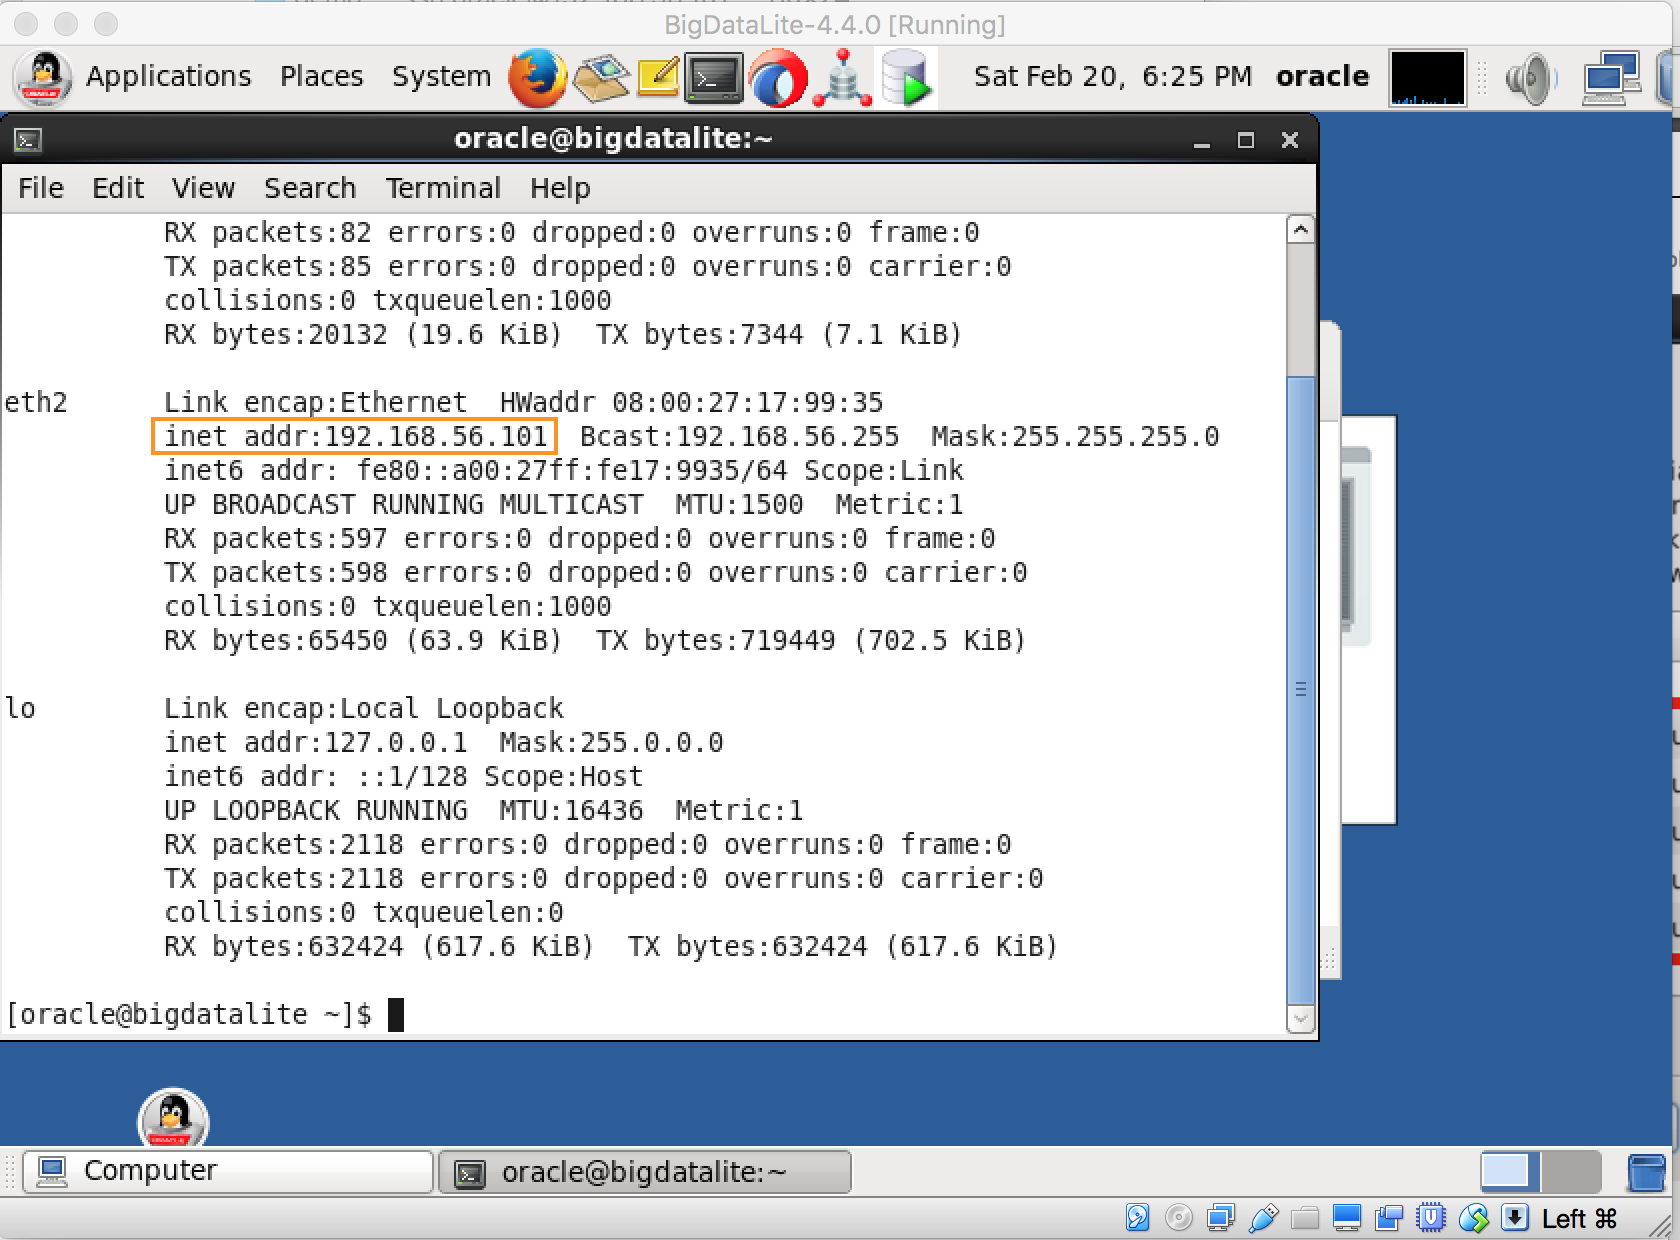 BigDataLite-4.4.0 [Running]
Applications Places System Sat Feb 20, 6:25 PM oracle
oracle@bigdatalite:~
File Edit View Search Terminal Help
RX packets:82 errors:0 dropped:0 overruns:0 frame:0
TX packets:85 errors:0 dropped:0 overruns:0 carrier:0
collisions:0 txqueuelen:1000
RX bytes:20132 (19.6 KiB)  TX bytes:7344 (7.1 KiB)
eth2 Link encap:Ethernet  HWaddr 08:00:27:17:99:35
inet addr:192.168.56.101  Bcast:192.168.56.255  Mask:255.255.255.0
inet6 addr: fe80::a00:27ff:fe17:9935/64 Scope:Link
UP BROADCAST RUNNING MULTICAST  MTU:1500  Metric:1
RX packets:597 errors:0 dropped:0 overruns:0 frame:0
TX packets:598 errors:0 dropped:0 overruns:0 carrier:0
collisions:0 txqueuelen:1000
RX bytes:65450 (63.9 KiB)  TX bytes:719449 (702.5 KiB)
lo Link encap:Local Loopback
inet addr:127.0.0.1  Mask:255.0.0.0
inet6 addr: ::1/128 Scope:Host
UP LOOPBACK RUNNING  MTU:16436  Metric:1
RX packets:2118 errors:0 dropped:0 overruns:0 frame:0
TX packets:2118 errors:0 dropped:0 overruns:0 carrier:0
collisions:0 txqueuelen:0
RX bytes:632424 (617.6 KiB)  TX bytes:632424 (617.6 KiB)
[oracle@bigdatalite ~]$
Computer oracle@bigdatalite:~
Left ⌘